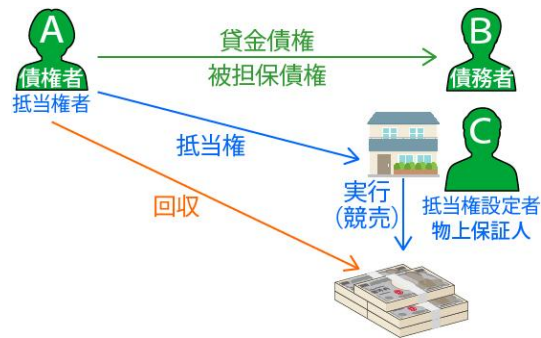 A
債権者
抵当権者
貸金債権
被担保債権
B
債務者
抵当権
C
抵当権設定者
物上保証人
実行
(競売)
回収